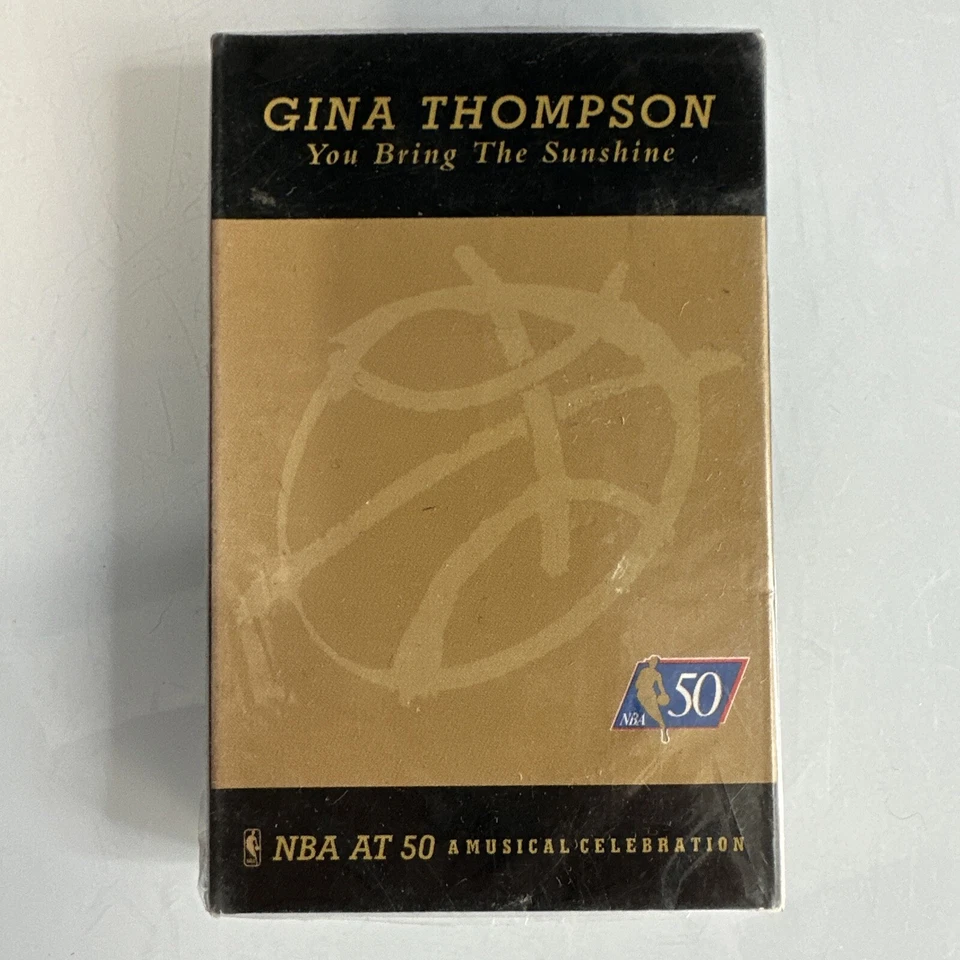 GINA THOMPSON
You Bring The Sunshine
NBA 50
NBA AT 50 A MUSICAL CELEBRATION